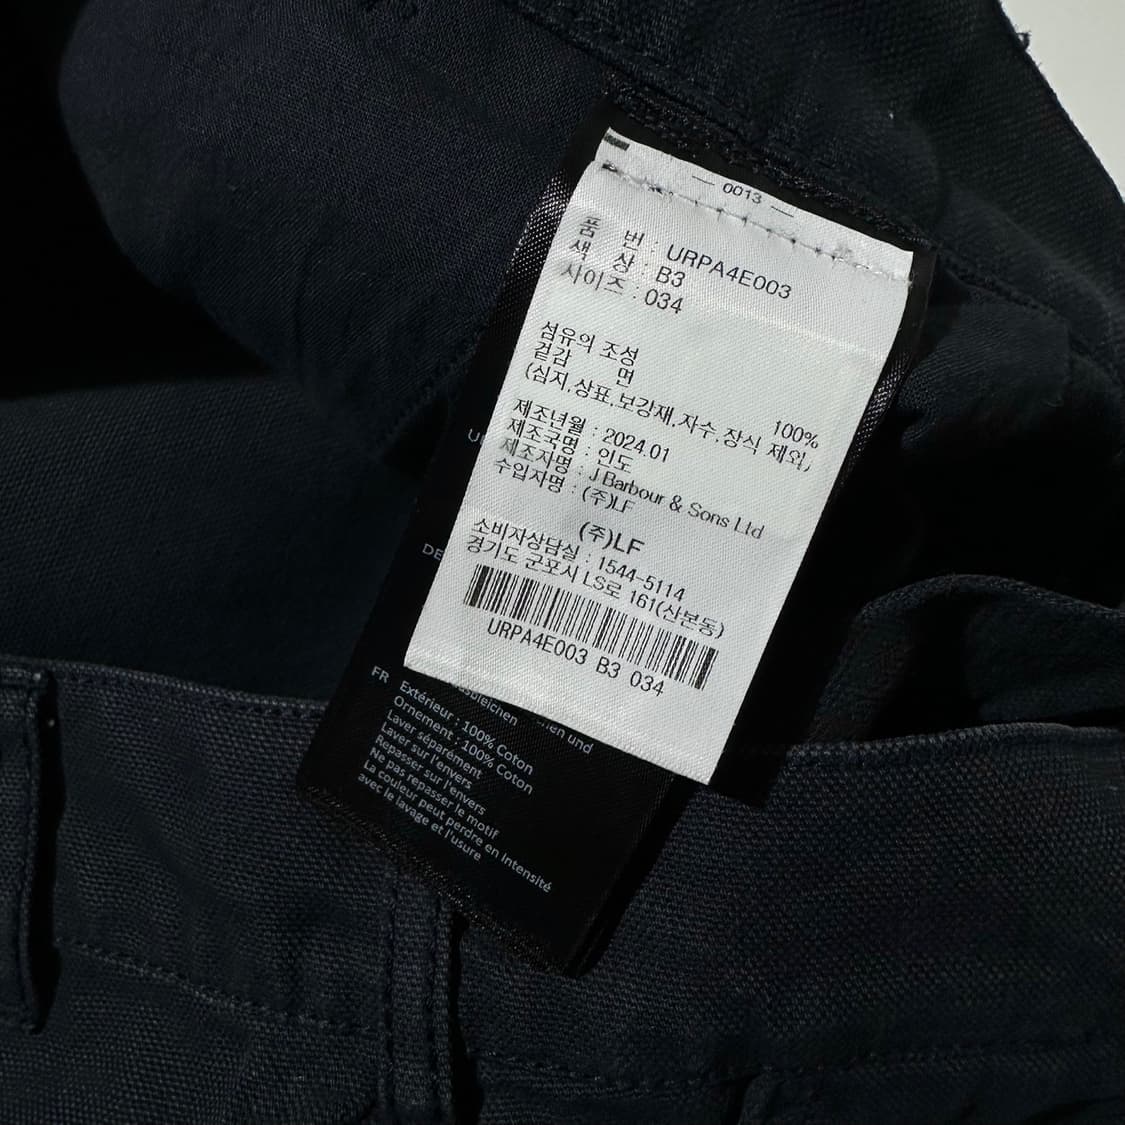 — 0013 —
품 번 : URPA4E003
색 상 : B3
사이즈 : 034
섬유의 조성
겉감 면 100%
(심지,상표,보강재,자수,장식 제외)
제조년월 : 2024.01
제조국명 : 인도
제조자명 : J Barbour & Sons Ltd
수입자명 : (주)LF
(주)LF
소비자상담실 : 1544-5114
경기도 군포시 LS로 161(산본동)
URPA4E003 B3 034
DE
FR Extérieur : 100% Coton
Ornement : 100% Coton
Laver séparément
Laver sur l'envers
Repasser sur l'envers
Ne pas repasser le motif
La couleur peut perdre en intensité
avec le lavage et l'usure